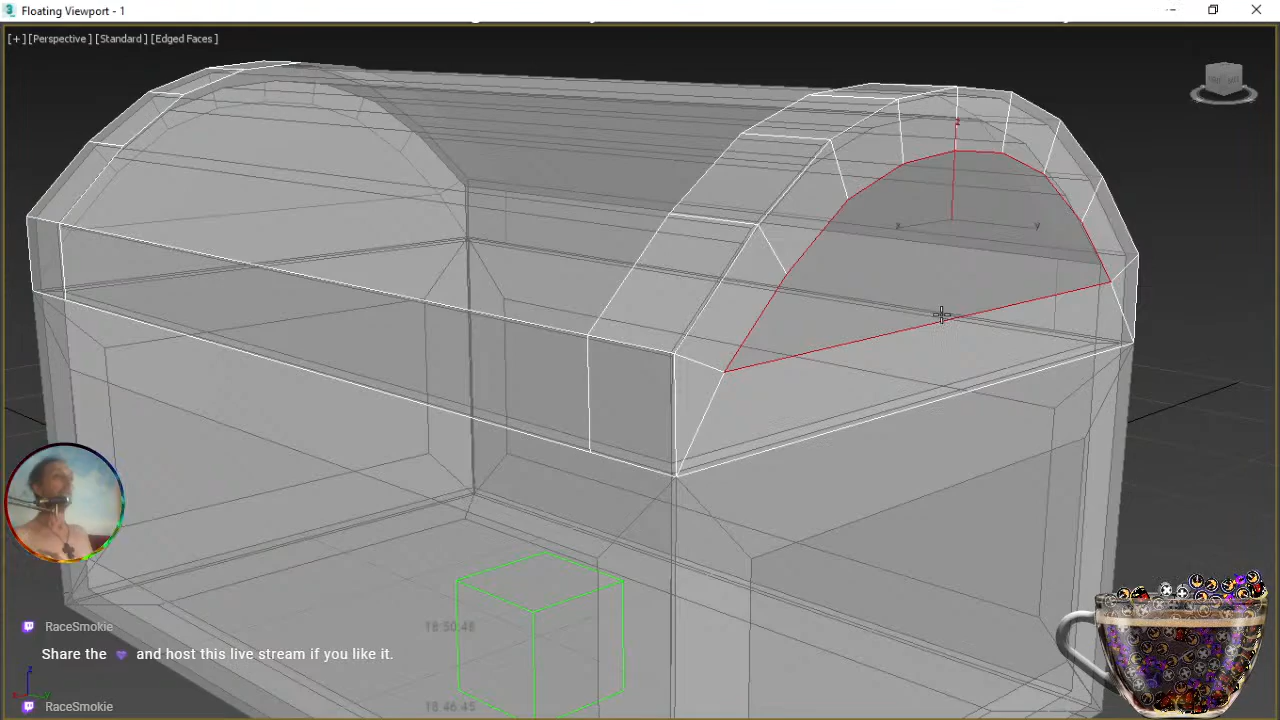 Floating Viewport - 1
[+] [Perspective] [Standard] [Edged Faces]
z
x
y
18:50:48
RaceSmokie
Share the 💜 and host this live stream if you like it.
z
18:46:45
RaceSmokie